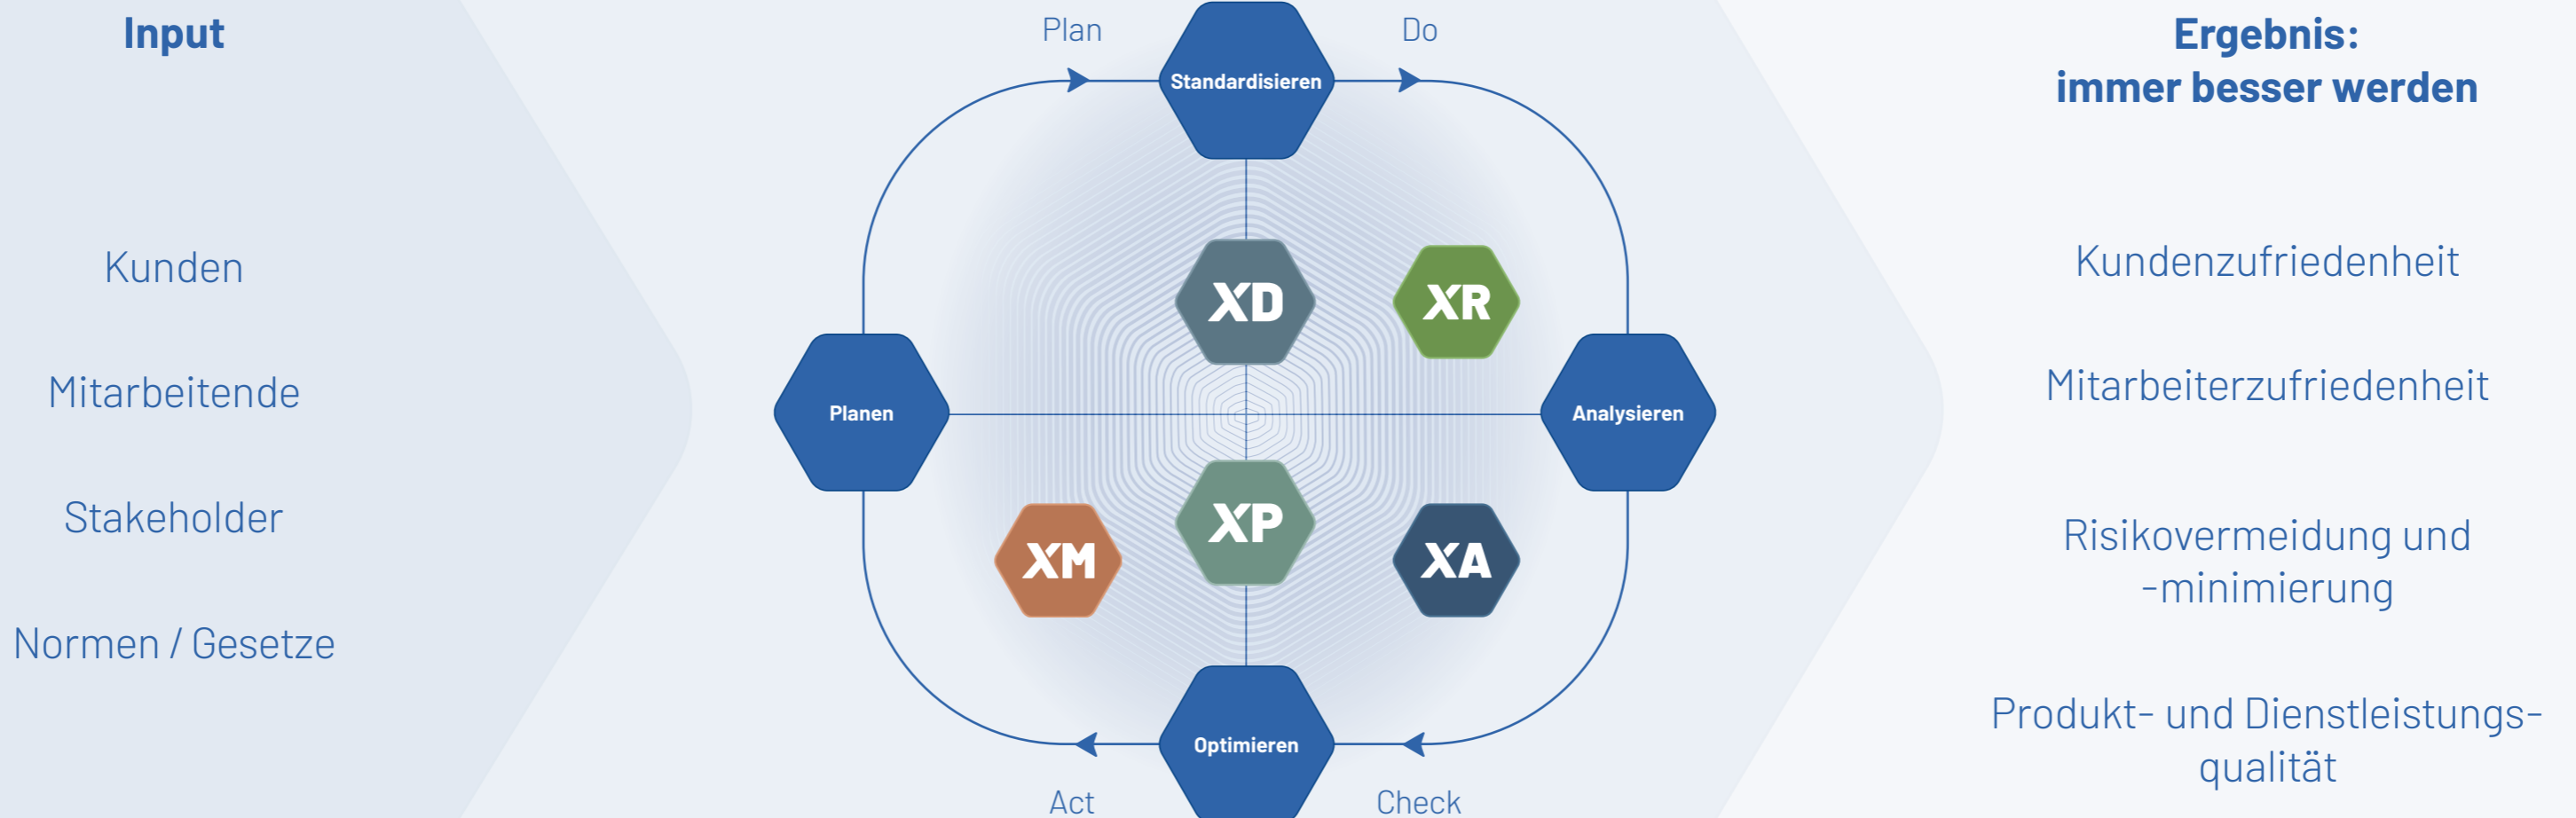 Input
Kunden
Mitarbeitende
Stakeholder
Normen / Gesetze
Plan
Do
Standardisieren
XD
XR
Planen
Analysieren
XM
XP
XA
Optimieren
Act
Check
Ergebnis:
immer besser werden
Kundenzufriedenheit
Mitarbeiterzufriedenheit
Risikovermeidung und
-minimierung
Produkt- und Dienstleistungs-
qualität